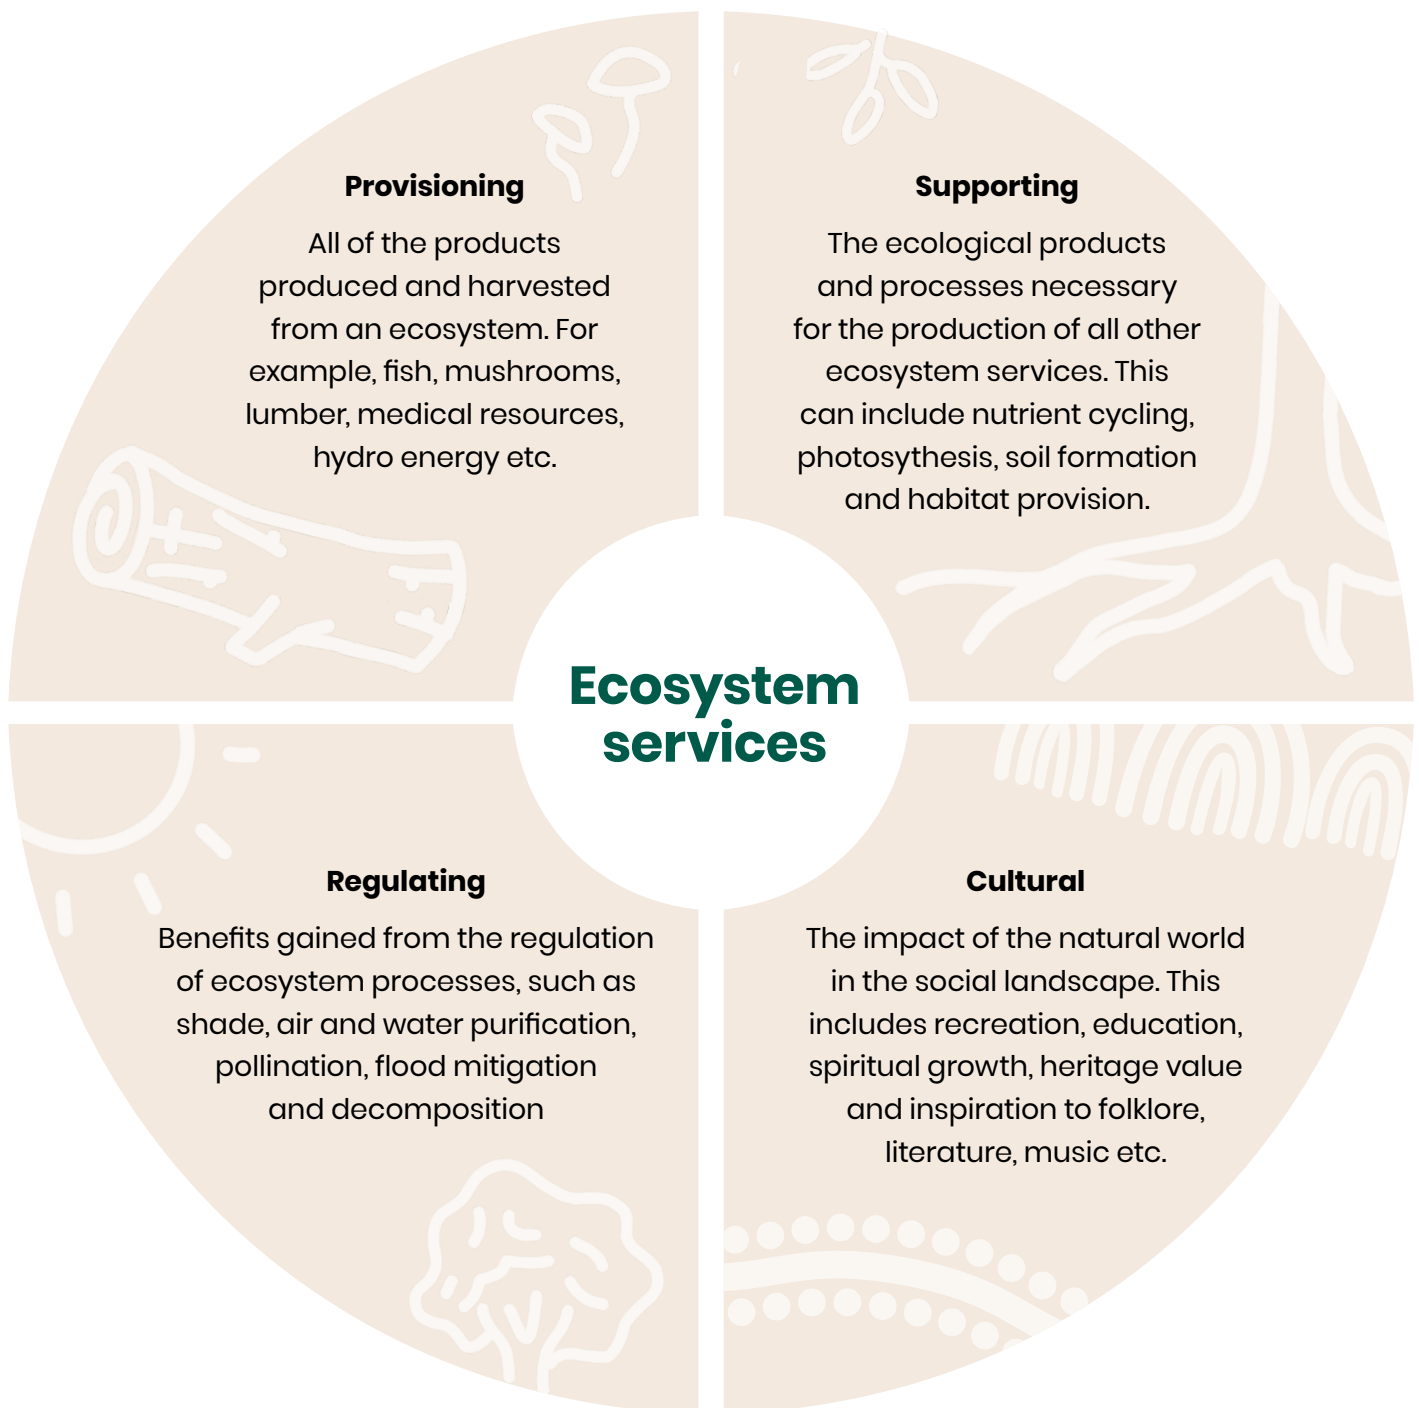 Provisioning
All of the products
produced and harvested
from an ecosystem. For
example, fish, mushrooms,
lumber, medical resources,
hydro energy etc.
Supporting
The ecological products
and processes necessary
for the production of all other
ecosystem services. This
can include nutrient cycling,
photosythesis, soil formation
and habitat provision.
Ecosystem
services
Regulating
Benefits gained from the regulation
of ecosystem processes, such as
shade, air and water purification,
pollination, flood mitigation
and decomposition
Cultural
The impact of the natural world
in the social landscape. This
includes recreation, education,
spiritual growth, heritage value
and inspiration to folklore,
literature, music etc.